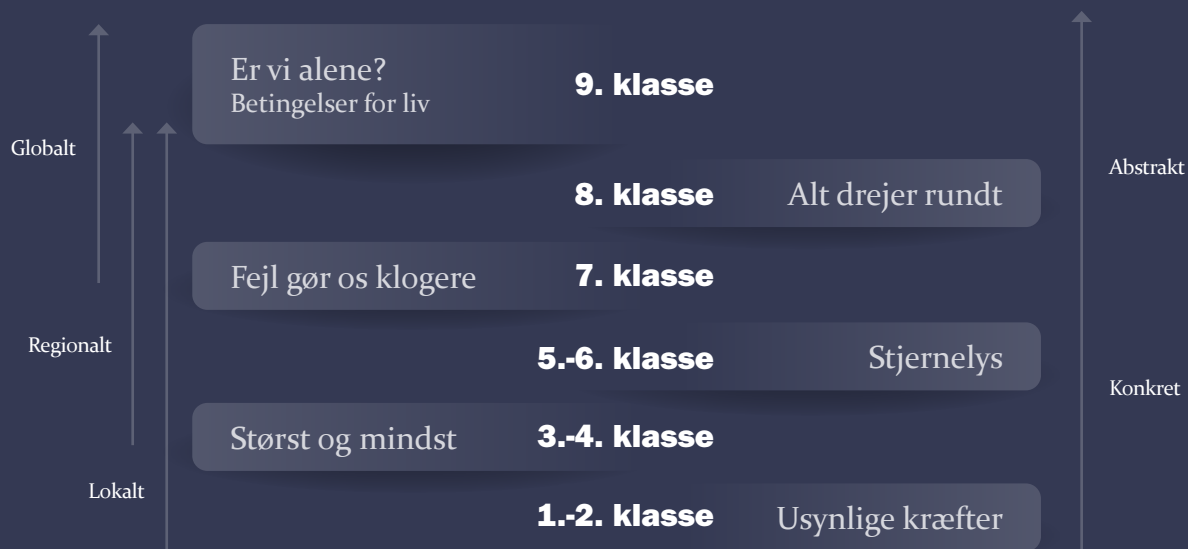 Er vi alene?
Betingelser for liv
9. klasse
Globalt
Abstrakt
8. klasse
Alt drejer rundt
Fejl gør os klogere
7. klasse
Regionalt
5.-6. klasse
Stjernelys
Konkret
Størst og mindst
3.-4. klasse
Lokalt
1.-2. klasse
Usynlige kræfter